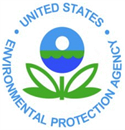 UNITED STATES
ENVIRONMENTAL PROTECTION AGENCY